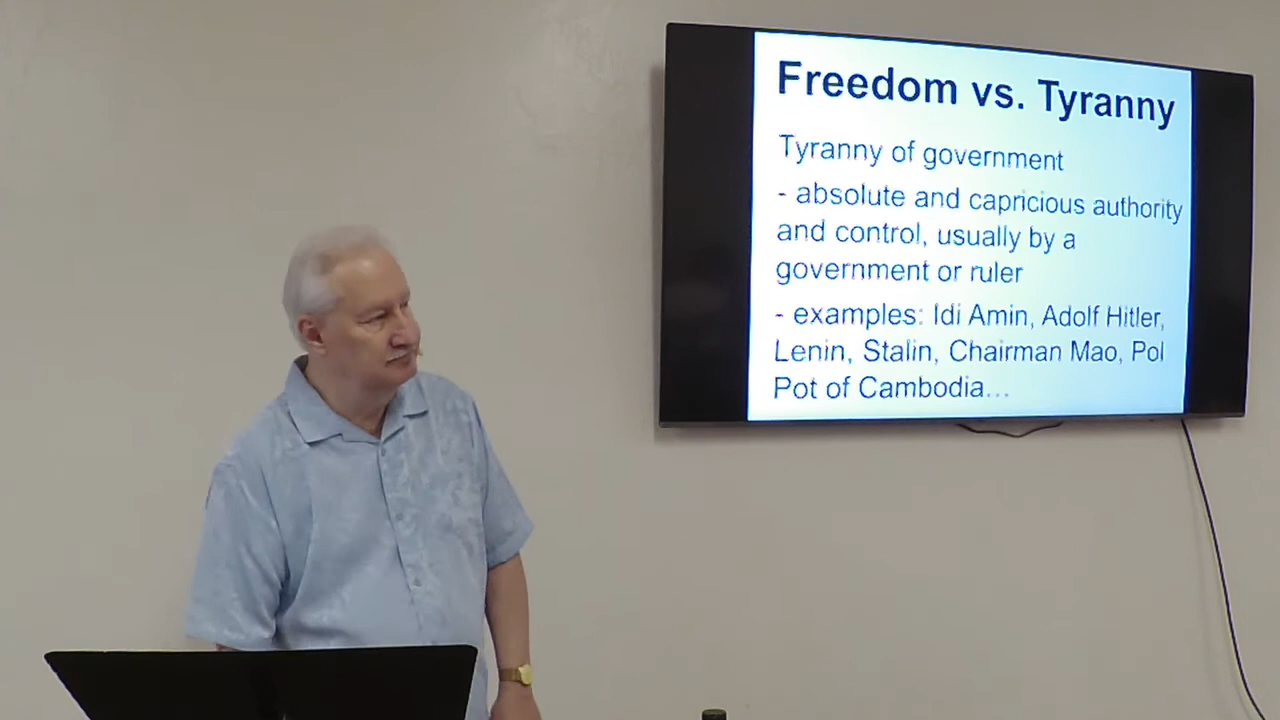 Freedom vs. Tyranny
Tyranny of government
- absolute and capricious authority
and control, usually by a
government or ruler
- examples: Idi Amin, Adolf Hitler,
Lenin, Stalin, Chairman Mao, Pol
Pot of Cambodia...